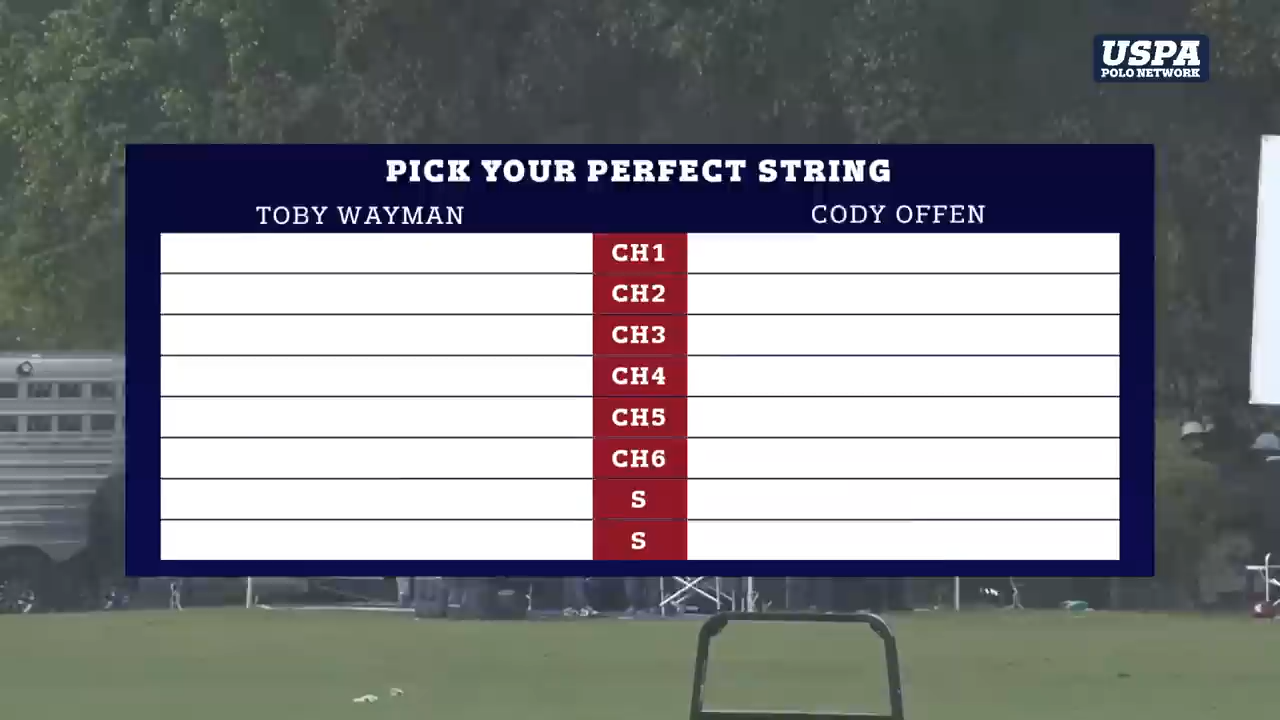 USPA
POLO NETWORK
PICK YOUR PERFECT STRING
TOBY WAYMAN
CODY OFFEN
CH1
CH2
CH3
CH4
CH5
CH6
S
S